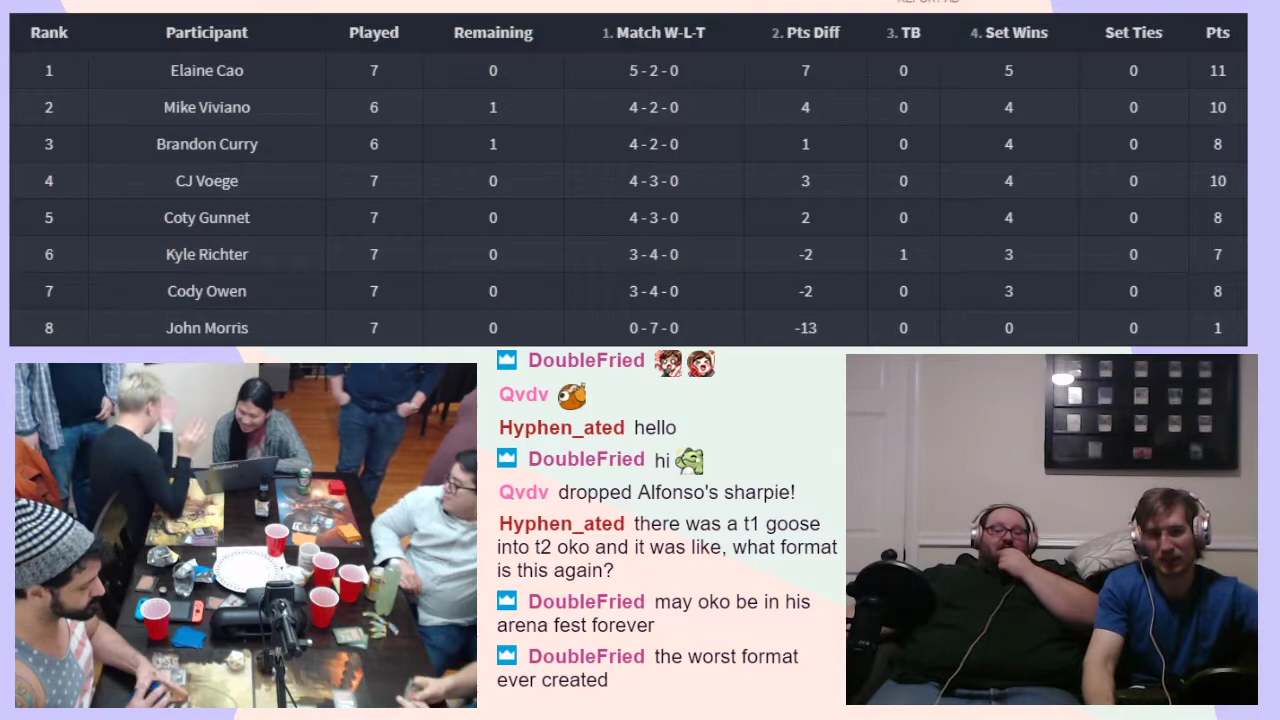 Rank Participant Played Remaining 1. Match W-L-T 2. Pts Diff 3. TB 4. Set Wins Set Ties Pts
1 Elaine Cao 7 0 5 - 2 - 0 7 0 5 0 11
2 Mike Viviano 6 1 4 - 2 - 0 4 0 4 0 10
3 Brandon Curry 6 1 4 - 2 - 0 1 0 4 0 8
4 CJ Voege 7 0 4 - 3 - 0 3 0 4 0 10
5 Coty Gunnet 7 0 4 - 3 - 0 2 0 4 0 8
6 Kyle Richter 7 0 3 - 4 - 0 -2 1 3 0 7
7 Cody Owen 7 0 3 - 4 - 0 -2 0 3 0 8
8 John Morris 7 0 0 - 7 - 0 -13 0 0 0 1
DoubleFried
Qvdv
Hyphen_ated hello
DoubleFried hi
Qvdv dropped Alfonso's sharpie!
Hyphen_ated there was a t1 goose
into t2 oko and it was like, what format
is this again?
DoubleFried may oko be in his
arena fest forever
DoubleFried the worst format
ever created